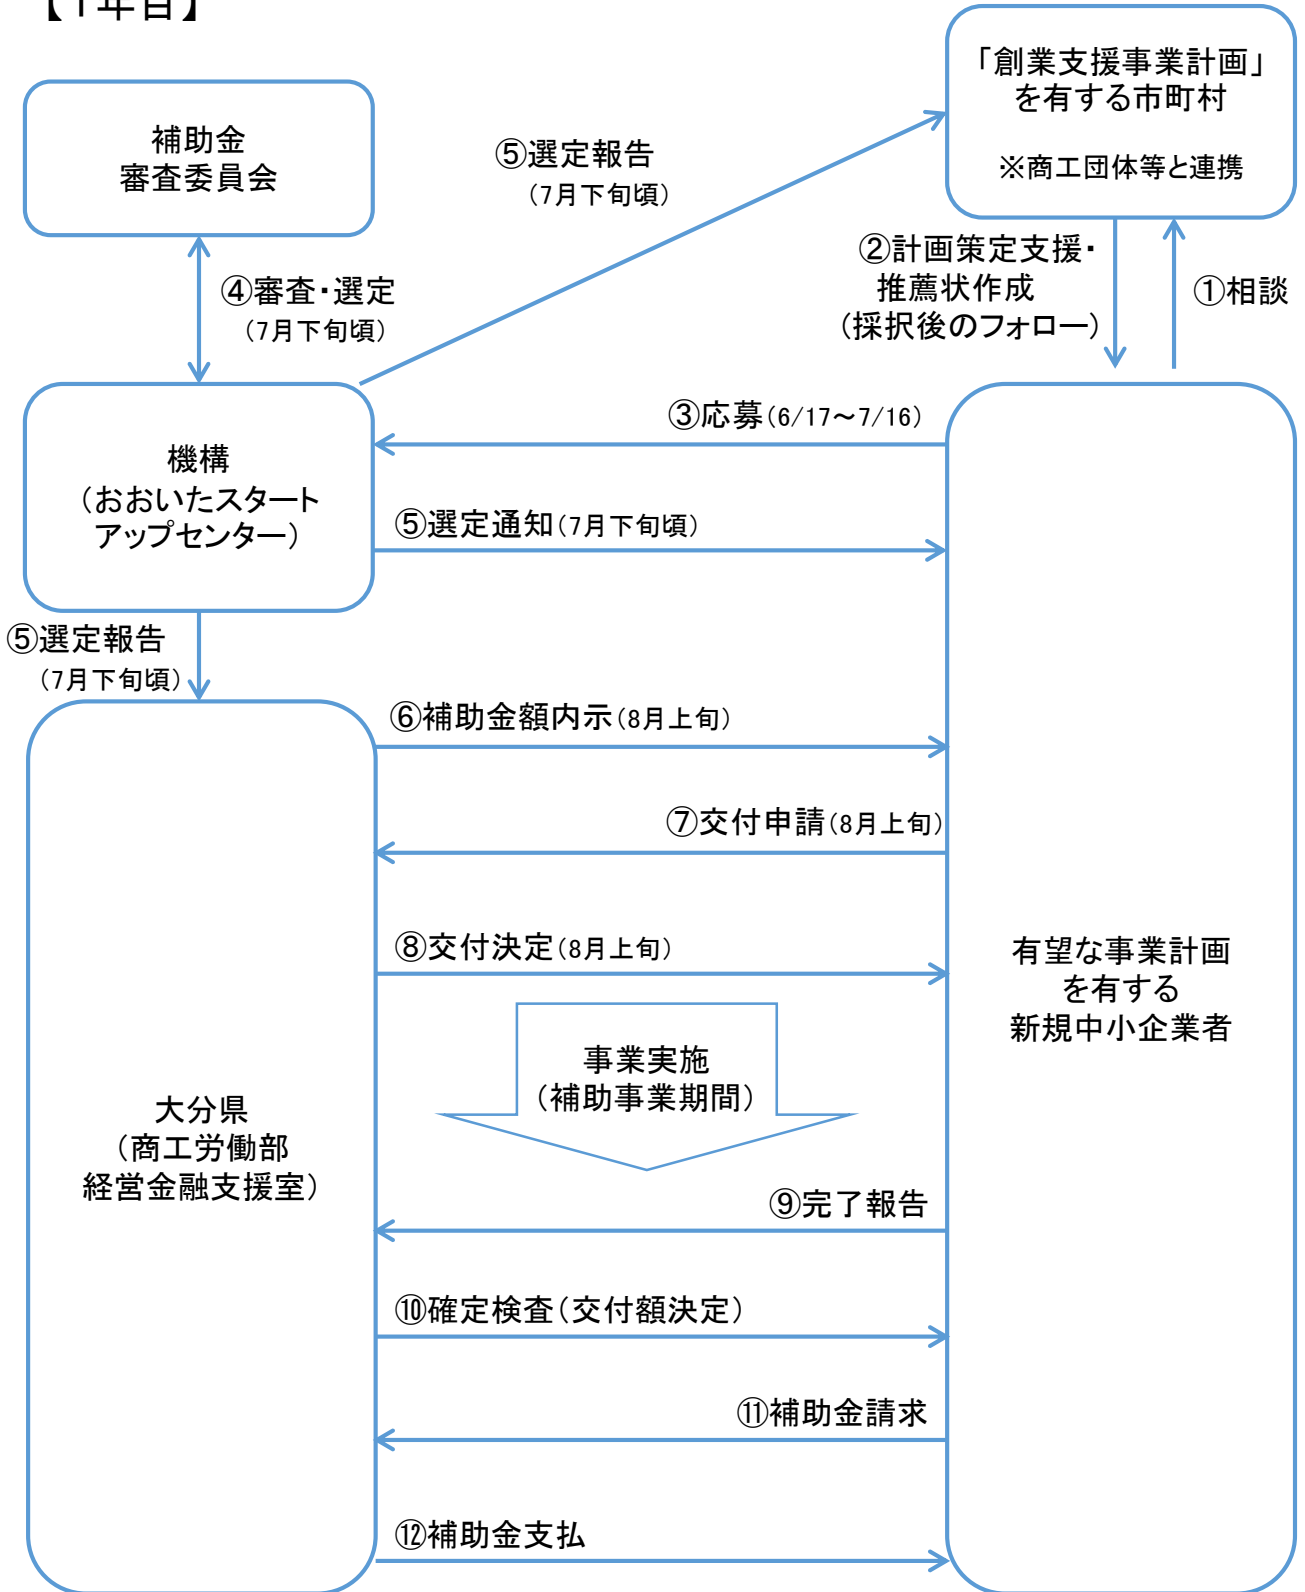 【1年目】
「創業支援事業計画」
を有する市町村
※商工団体等と連携
補助金
審査委員会
⑤選定報告
（7月下旬頃）
②計画策定支援・
推薦状作成
（採択後のフォロー）
①相談
④審査・選定
（7月下旬頃）
③応募（6/17～7/16）
機構
（おおいたスタート
アップセンター）
⑤選定通知（7月下旬頃）
⑤選定報告
（7月下旬頃）
⑥補助金額内示（8月上旬）
⑦交付申請（8月上旬）
⑧交付決定（8月上旬）
有望な事業計画
を有する
新規中小企業者
事業実施
（補助事業期間）
大分県
（商工労働部
経営金融支援室）
⑨完了報告
⑩確定検査（交付額決定）
⑪補助金請求
⑫補助金支払